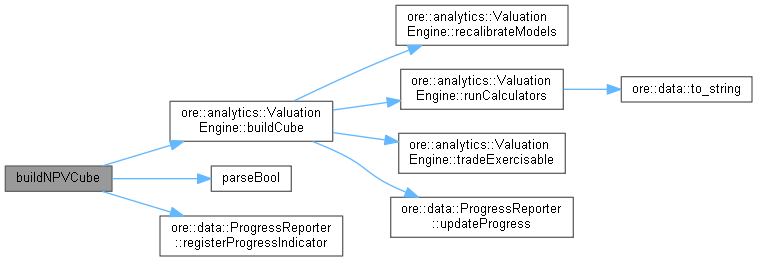 buildNPVCube
ore::analytics::Valuation
Engine::buildCube
ore::analytics::Valuation
Engine::recalibrateModels
ore::analytics::Valuation
Engine::runCalculators
ore::data::to_string
ore::analytics::Valuation
Engine::tradeExercisable
ore::data::ProgressReporter
::updateProgress
parseBool
ore::data::ProgressReporter
::registerProgressIndicator